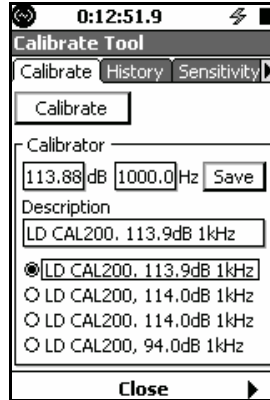 0:12:51.9
Calibrate Tool
Calibrate History Sensitivity
Calibrate
Calibrator
113.88 dB 1000.0 Hz Save
Description
LD CAL200. 113.9dB 1kHz
LD CAL200. 113.9dB 1kHz
LD CAL200, 114.0dB 1kHz
LD CAL200. 114.0dB 1kHz
LD CAL200, 94.0dB 1kHz
Close